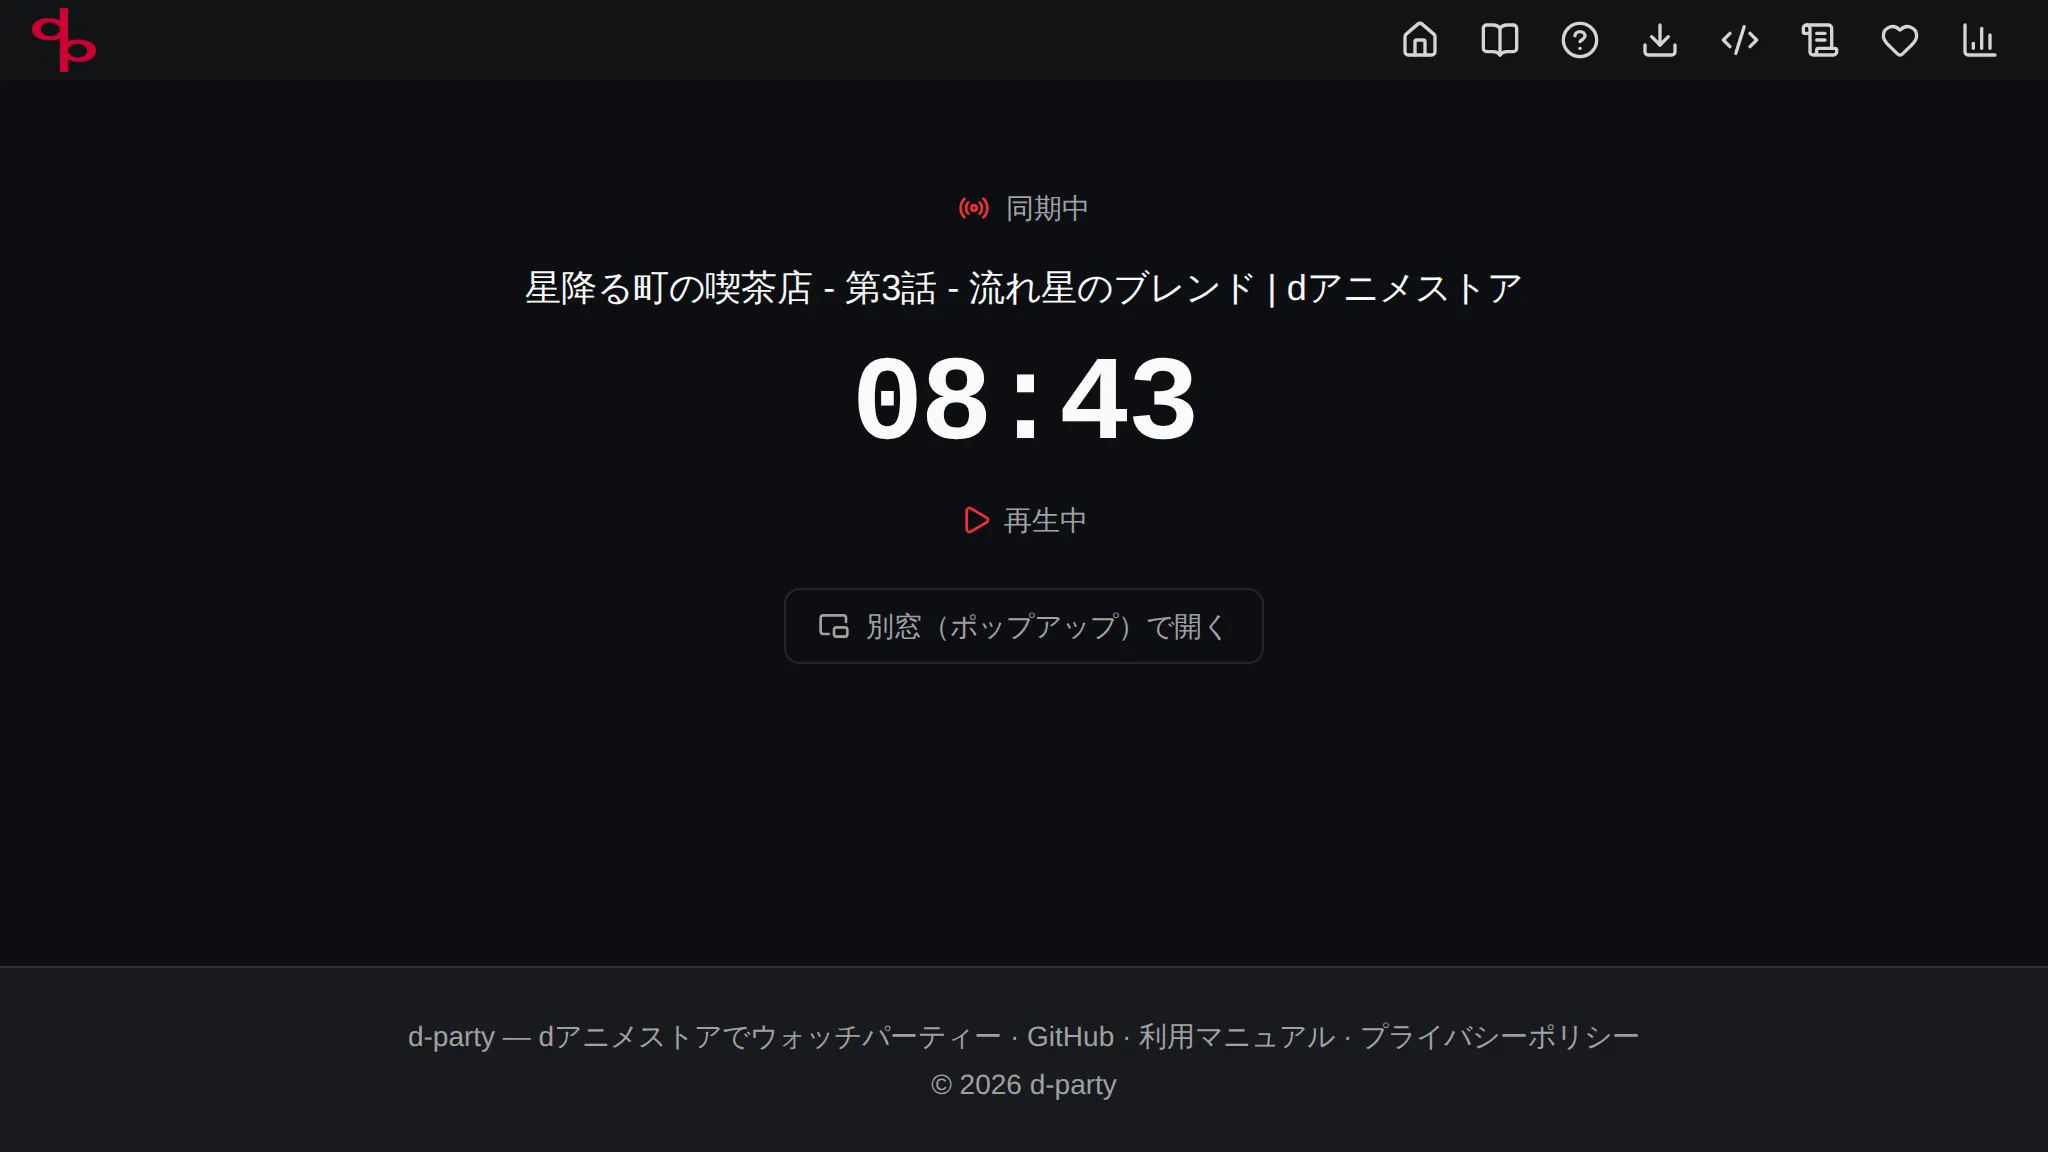 同期中
星降る町の喫茶店 - 第3話 - 流れ星のブレンド | dアニメストア
08:43
再生中
別窓（ポップアップ）で開く
d-party — dアニメストアでウォッチパーティー · GitHub · 利用マニュアル · プライバシーポリシー
© 2026 d-party